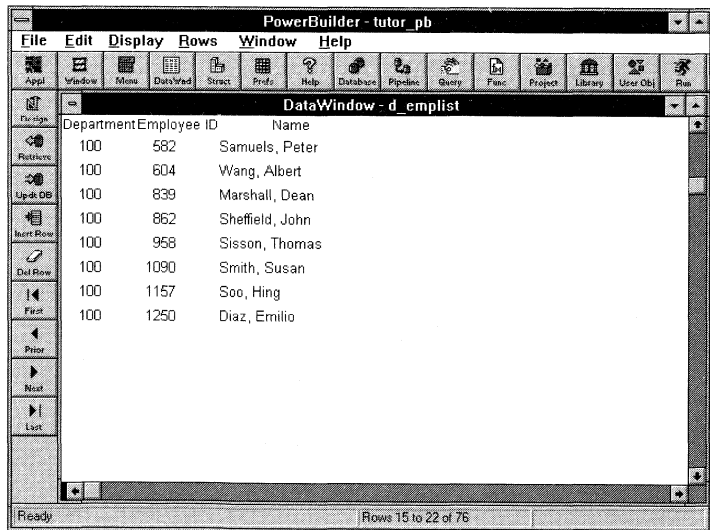 PowerBuilder - tutor_pb
File Edit Display Rows Window Help
Appl Window Menu DataWnd Struct Prefs Help Database Pipeline Query Func Project Library User Obj Run
Design
Retrieve
Updt DB
Insrt Row
Del Row
First
Prior
Next
Last
DataWindow - d_emplist
Department Employee ID Name
100 582 Samuels, Peter
100 604 Wang, Albert
100 839 Marshall, Dean
100 862 Sheffield, John
100 958 Sisson, Thomas
100 1090 Smith, Susan
100 1157 Soo, Hing
100 1250 Diaz, Emilio
Ready Rows 15 to 22 of 76